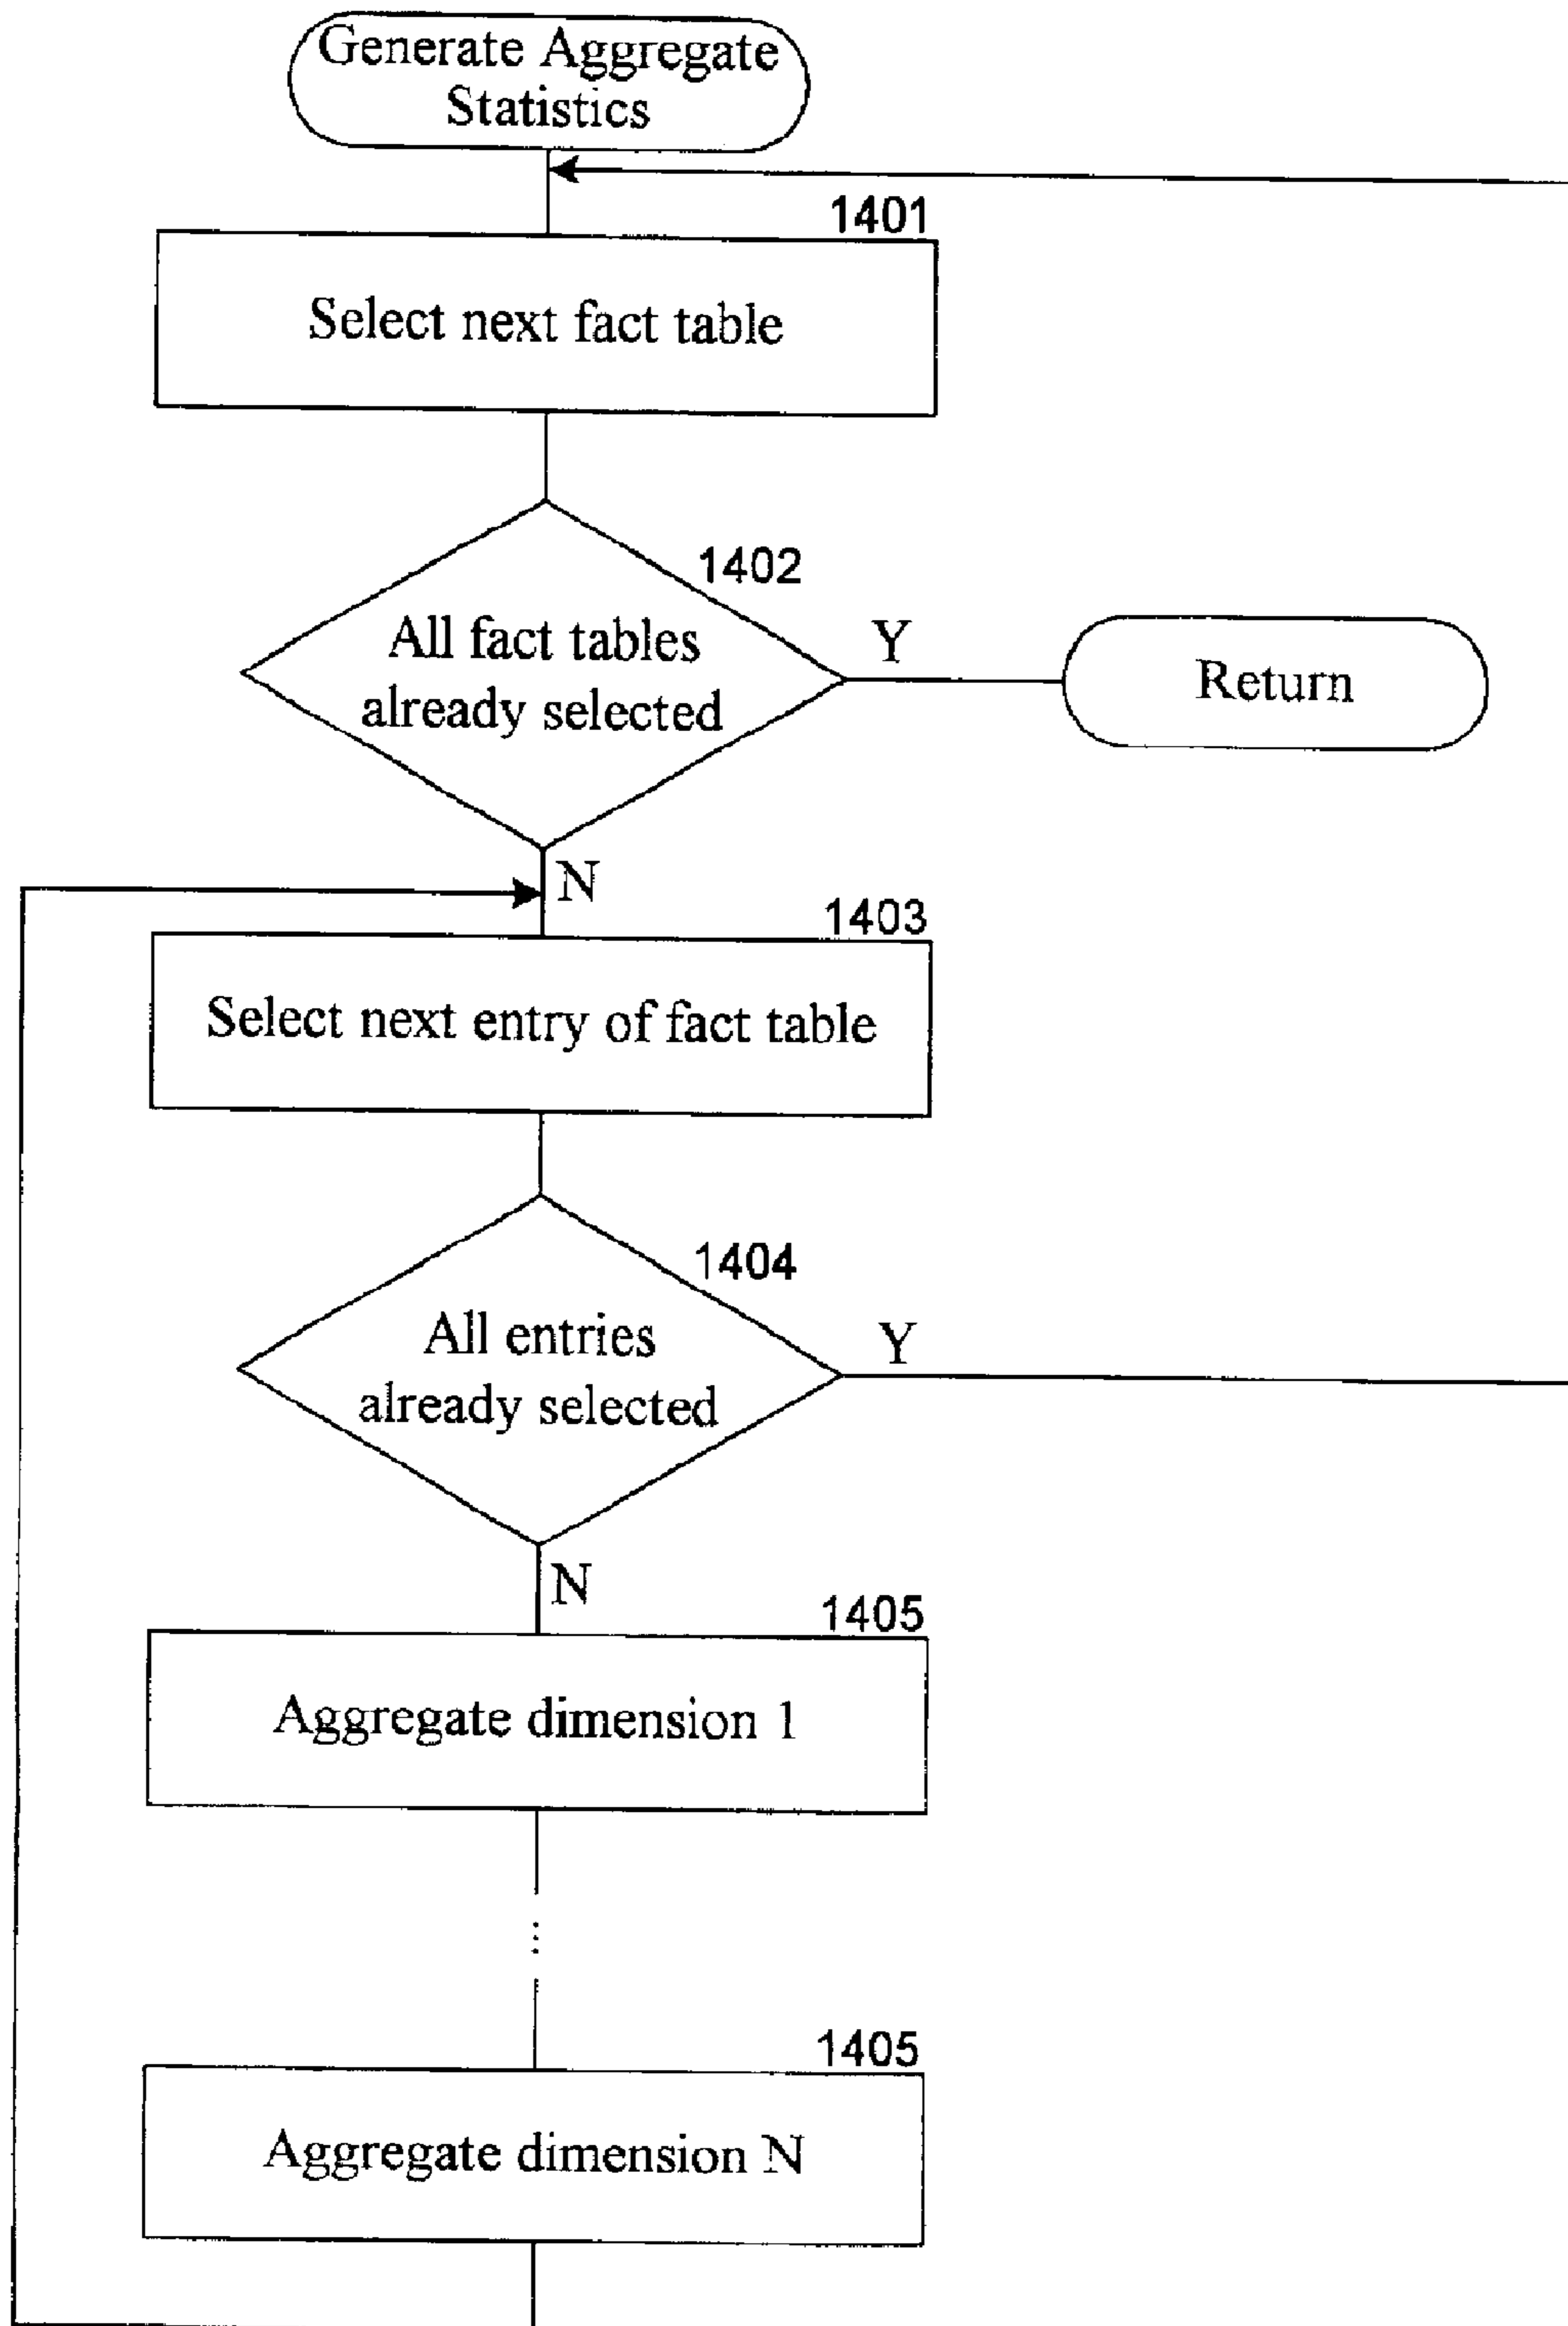 Generate Aggregate
Statistics
1401
Select next fact table
1402
All fact tables
already selected
Y
Return
N
1403
Select next entry of fact table
1404
All entries
already selected
Y
N
1405
Aggregate dimension 1
...
1405
Aggregate dimension N